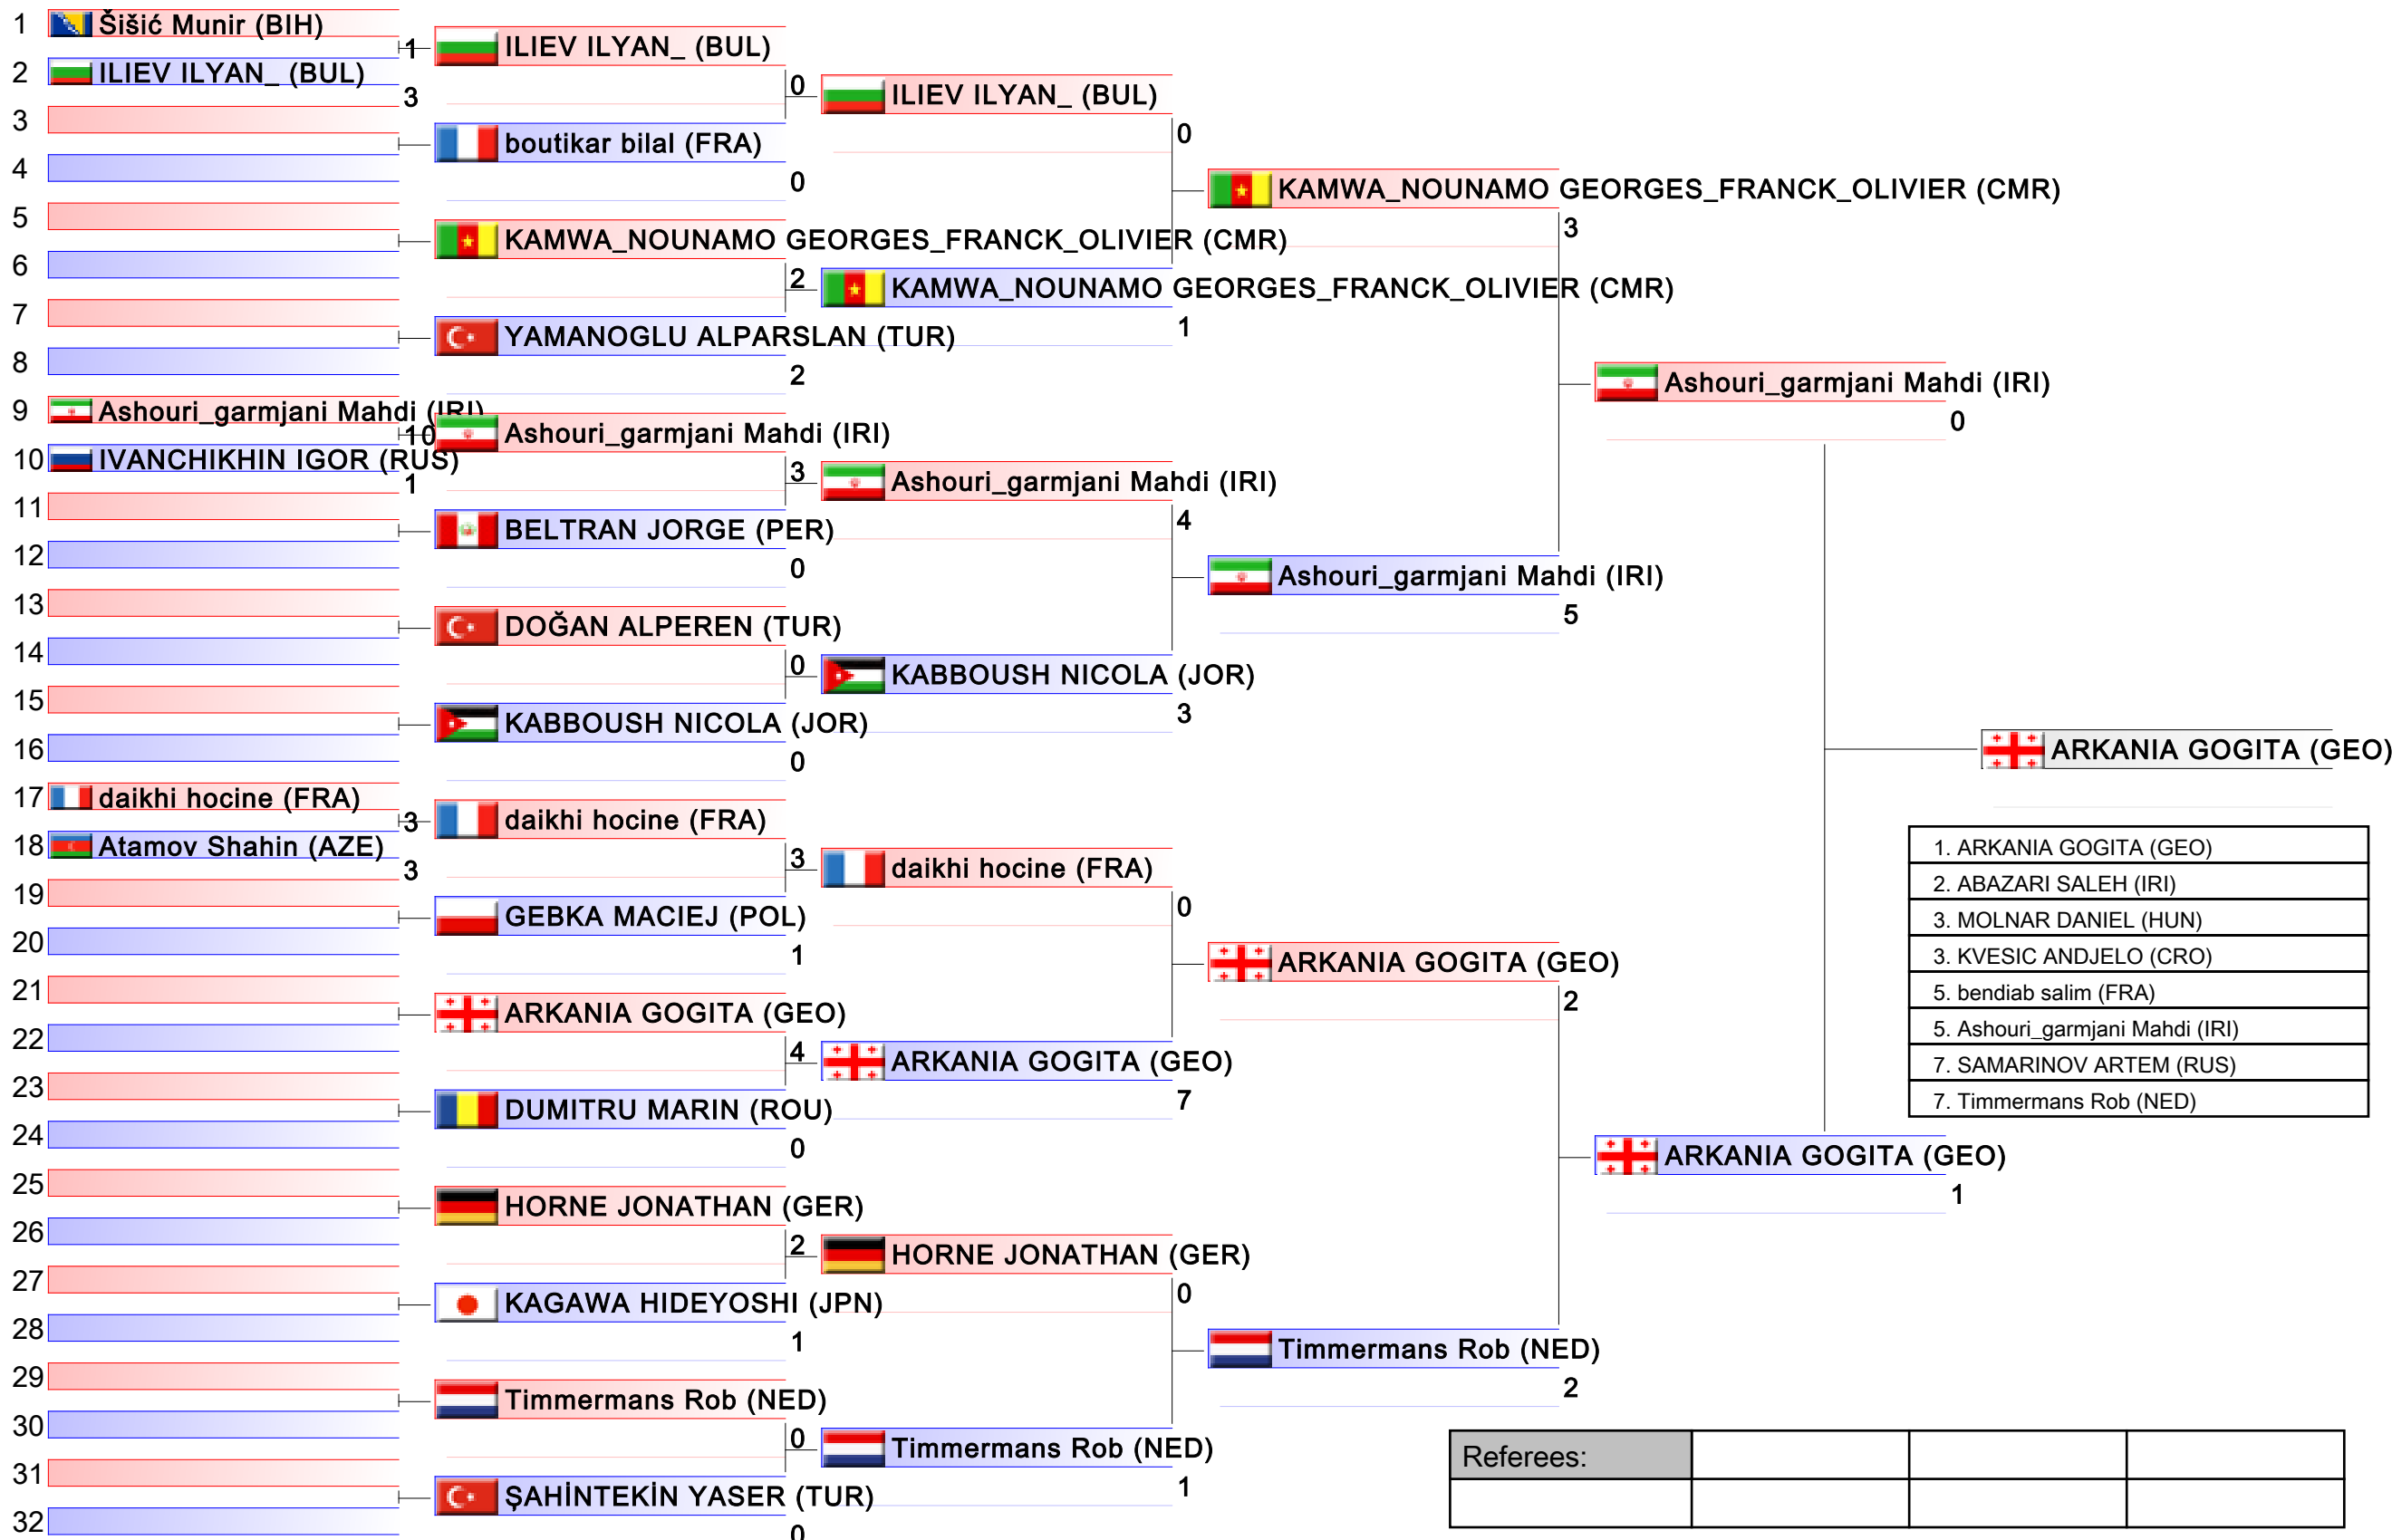 1 Šišić Munir (BIH)
1
2 ILIEV ILYAN_ (BUL)
3
3
4
5
6
7
8
9 Ashouri_garmjani Mahdi (IRI)
10
10 IVANCHIKHIN IGOR (RUS)
1
11
12
13
14
15
16
17 daikhi hocine (FRA)
3
18 Atamov Shahin (AZE)
3
19
20
21
22
23
24
25
26
27
28
29
30
31
32
ILIEV ILYAN_ (BUL)
0
boutikar bilal (FRA)
0
KAMWA_NOUNAMO GEORGES_FRANCK_OLIVIER (CMR)
2
YAMANOGLU ALPARSLAN (TUR)
2
Ashouri_garmjani Mahdi (IRI)
3
BELTRAN JORGE (PER)
0
DOĞAN ALPEREN (TUR)
0
KABBOUSH NICOLA (JOR)
0
daikhi hocine (FRA)
3
GEBKA MACIEJ (POL)
1
ARKANIA GOGITA (GEO)
4
DUMITRU MARIN (ROU)
0
HORNE JONATHAN (GER)
2
KAGAWA HIDEYOSHI (JPN)
1
Timmermans Rob (NED)
0
ŞAHİNTEKİN YASER (TUR)
0
ILIEV ILYAN_ (BUL)
0
KAMWA_NOUNAMO GEORGES_FRANCK_OLIVIER (CMR)
1
Ashouri_garmjani Mahdi (IRI)
4
KABBOUSH NICOLA (JOR)
3
daikhi hocine (FRA)
0
ARKANIA GOGITA (GEO)
7
HORNE JONATHAN (GER)
0
Timmermans Rob (NED)
1
KAMWA_NOUNAMO GEORGES_FRANCK_OLIVIER (CMR)
3
Ashouri_garmjani Mahdi (IRI)
5
ARKANIA GOGITA (GEO)
2
Timmermans Rob (NED)
2
Ashouri_garmjani Mahdi (IRI)
0
ARKANIA GOGITA (GEO)
1
ARKANIA GOGITA (GEO)
1. ARKANIA GOGITA (GEO)
2. ABAZARI SALEH (IRI)
3. MOLNAR DANIEL (HUN)
3. KVESIC ANDJELO (CRO)
5. bendiab salim (FRA)
5. Ashouri_garmjani Mahdi (IRI)
7. SAMARINOV ARTEM (RUS)
7. Timmermans Rob (NED)
Referees: